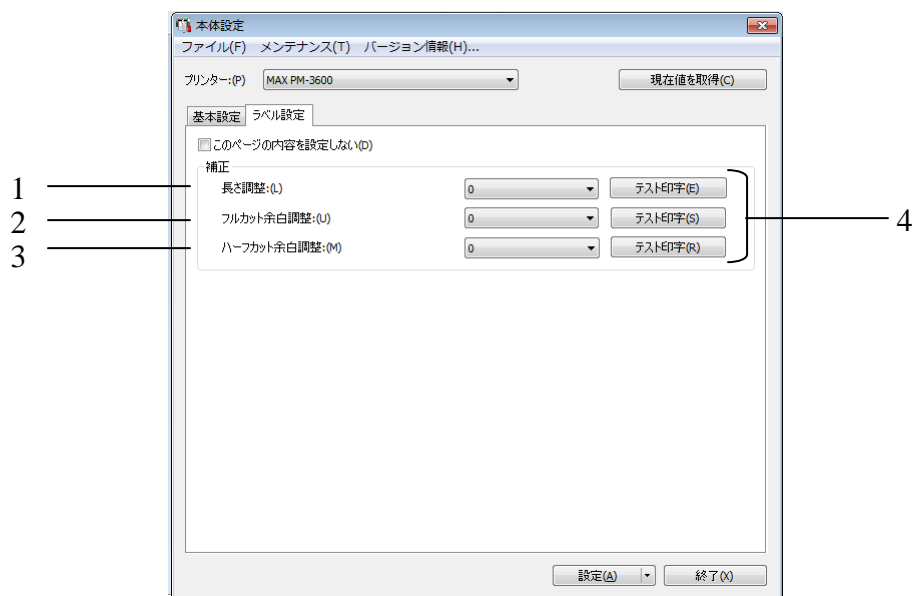 本体設定
ファイル(F) メンテナンス(T) バージョン情報(H)...
プリンター:(P) MAX PM-3600 現在値を取得(C)
基本設定 ラベル設定
このページの内容を設定しない(D)
補正
1 長さ調整:(L) 0 テスト印字(E)
2 フルカット余白調整:(U) 0 テスト印字(S) 4
3 ハーフカット余白調整:(M) 0 テスト印字(R)
設定(A) 終了(X)